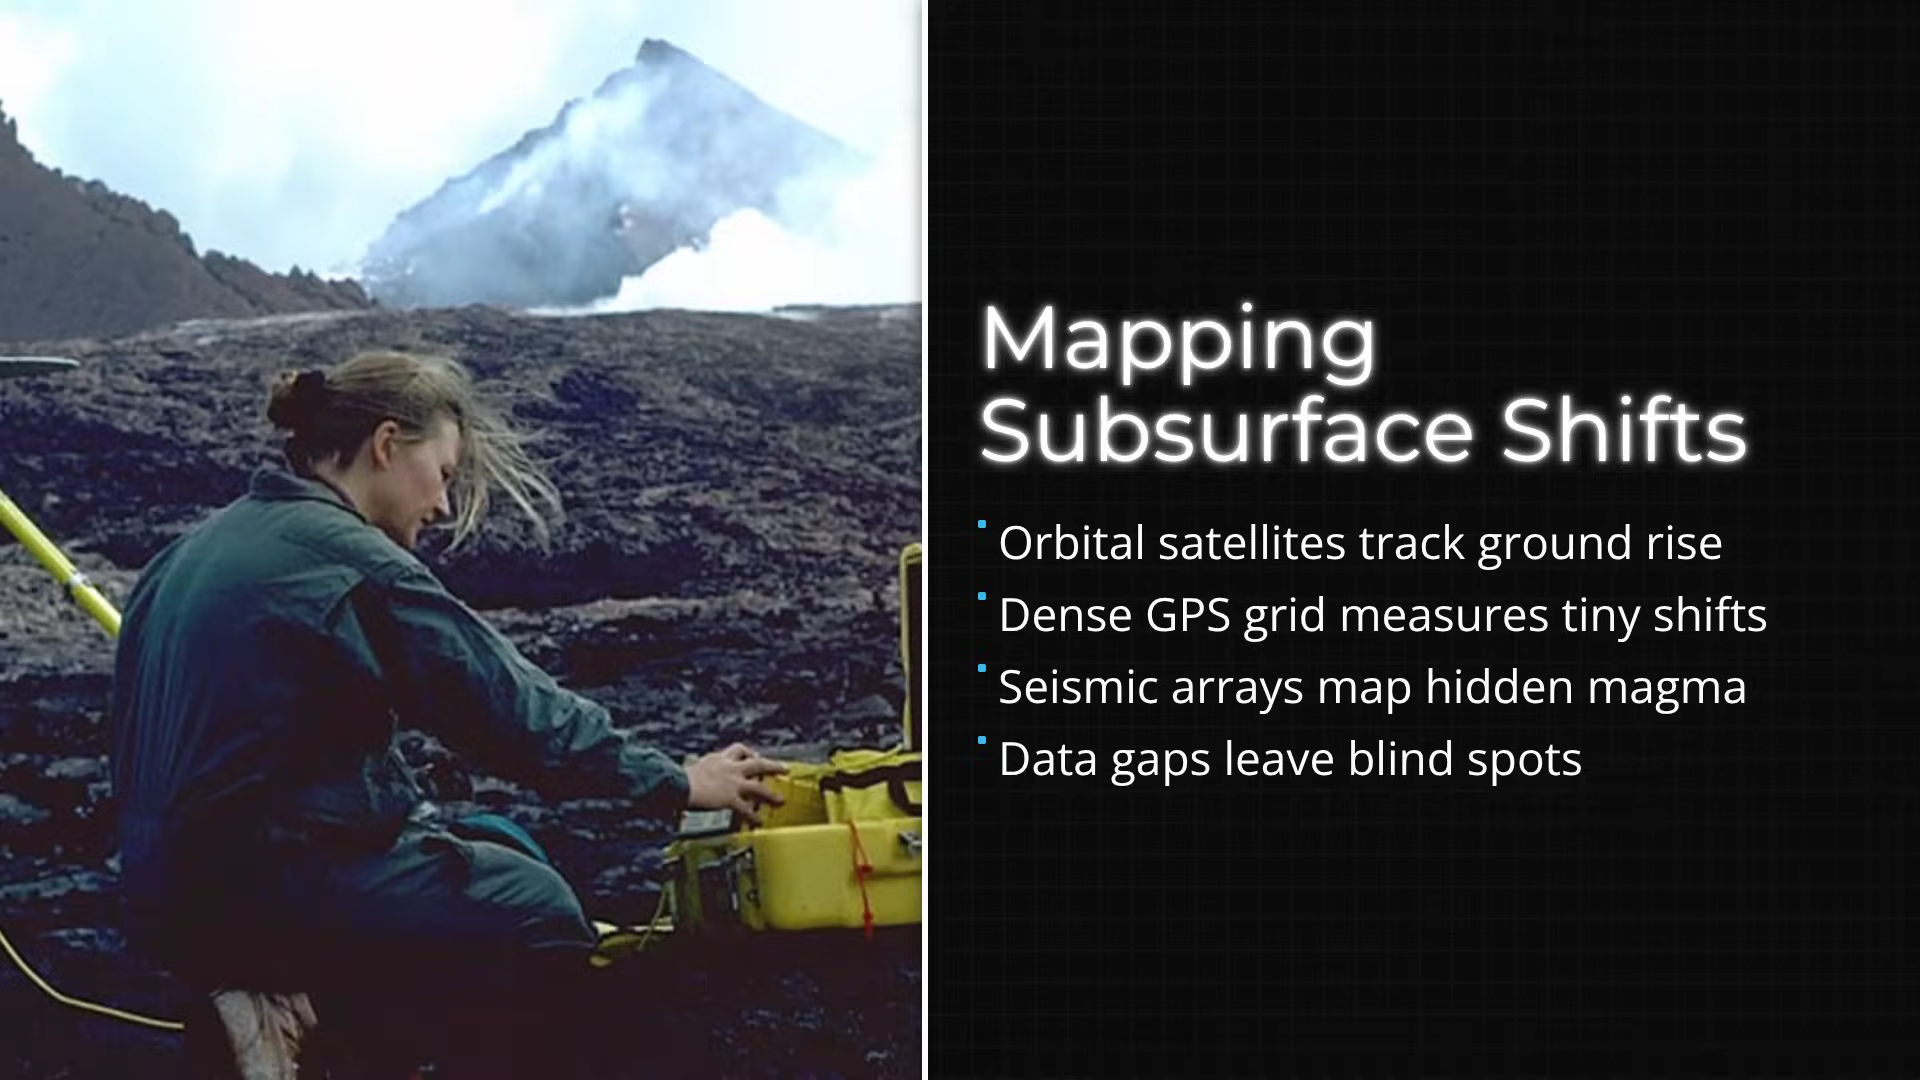 Mapping
Subsurface Shifts
Orbital satellites track ground rise
Dense GPS grid measures tiny shifts
Seismic arrays map hidden magma
Data gaps leave blind spots